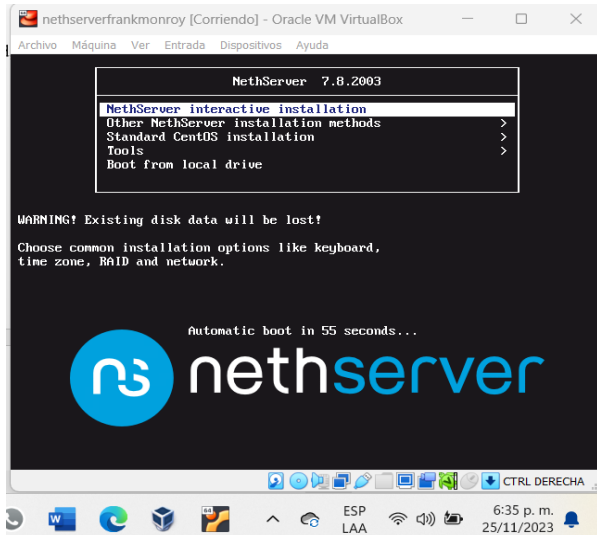 nethserverfrankmonroy [Corriendo] - Oracle VM VirtualBox
Archivo Máquina Ver Entrada Dispositivos Ayuda
NethServer 7.8.2003
NethServer interactive installation
Other NethServer installation methods >
Standard CentOS installation >
Tools >
Boot from local drive
WARNING! Existing disk data will be lost!
Choose common installation options like keyboard,
time zone, RAID and network.
Automatic boot in 55 seconds...
ns nethserver
CTRL DERECHA
W 64 ESP 6:35 p. m.
LAA 25/11/2023